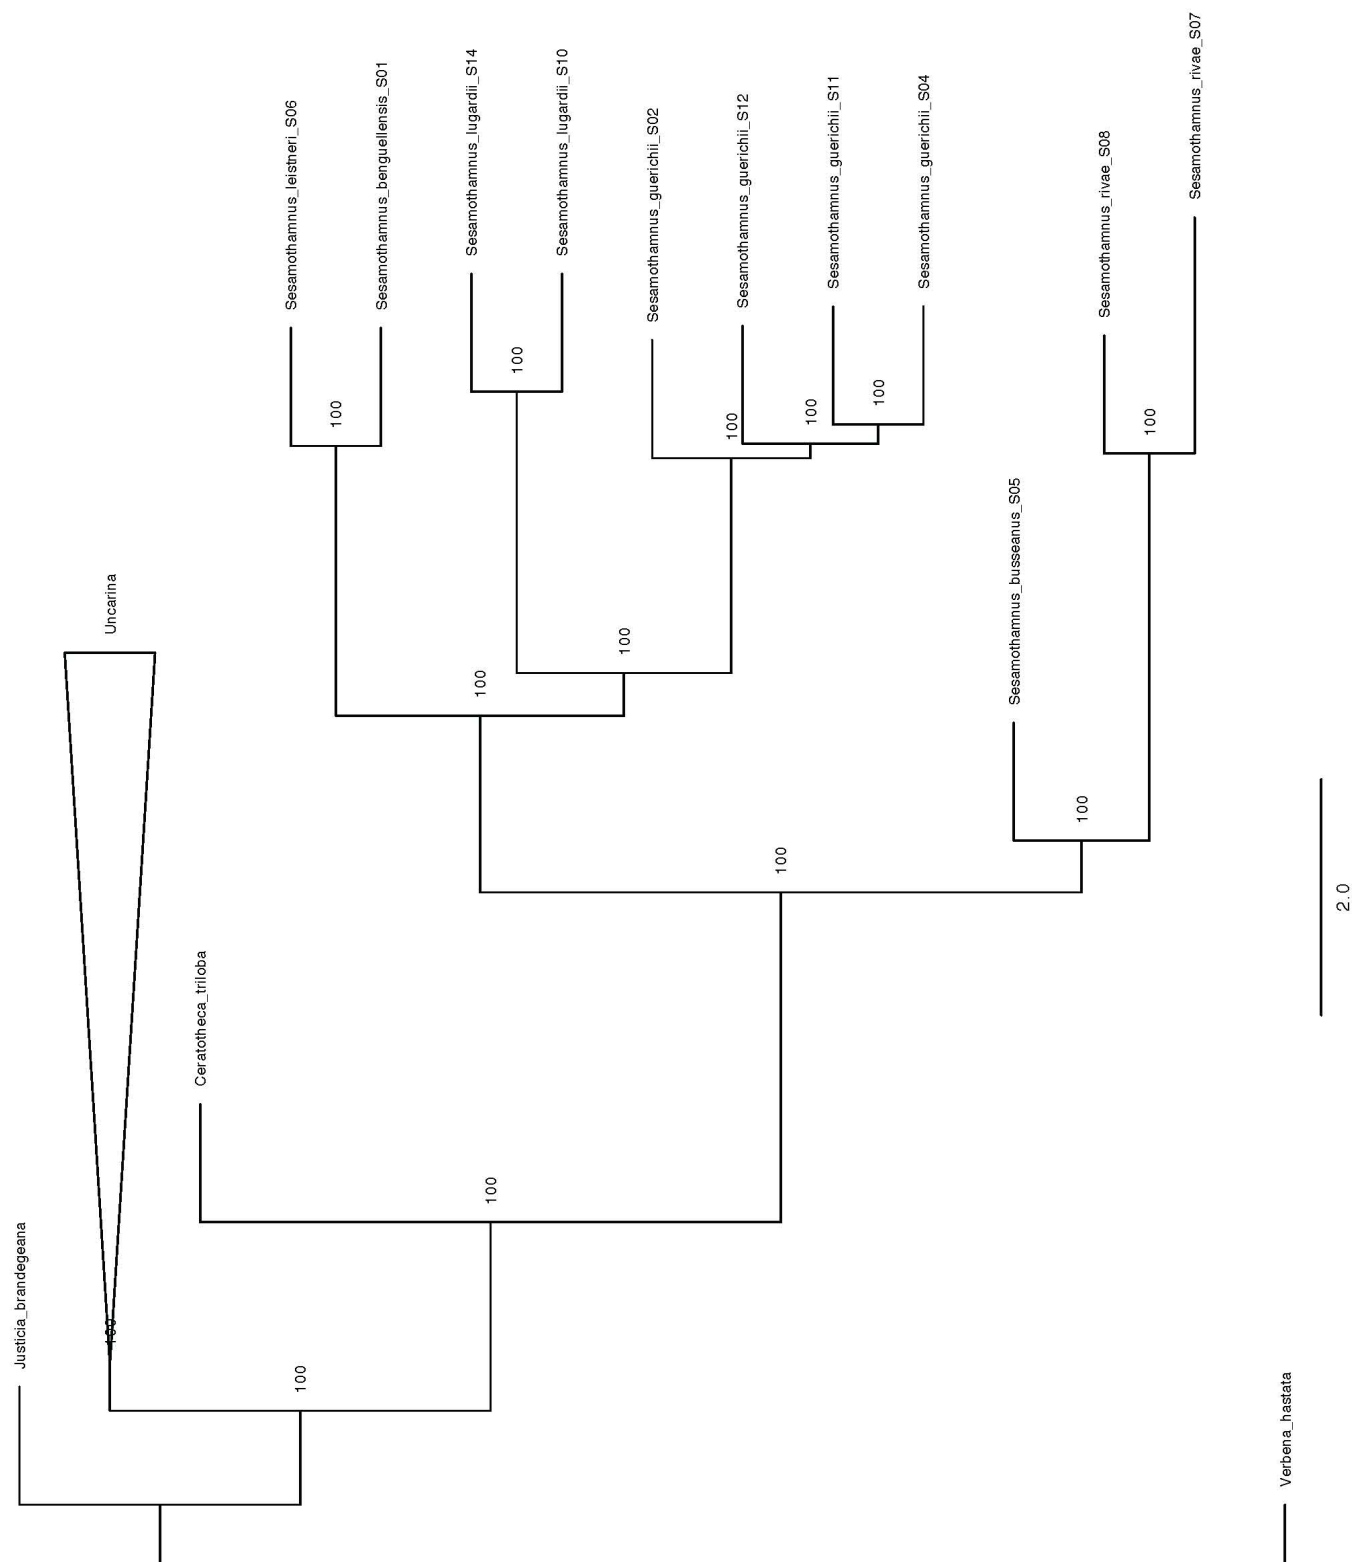 Justicia_brandegeana
Uncarina
100
100
Ceratotheca_triloba
100
Sesamothamnus_leistneri_S06
100
Sesamothamnus_benguellensis_S01
100
Sesamothamnus_lugardii_S14
100
Sesamothamnus_lugardii_S10
100
Sesamothamnus_guerichii_S02
100
Sesamothamnus_guerichii_S12
100
100
Sesamothamnus_guerichii_S11
100
Sesamothamnus_guerichii_S04
Sesamothamnus_busseanus_S05
100
Sesamothamnus_rivae_S08
100
Sesamothamnus_rivae_S07
Verbena_hastata
2.0